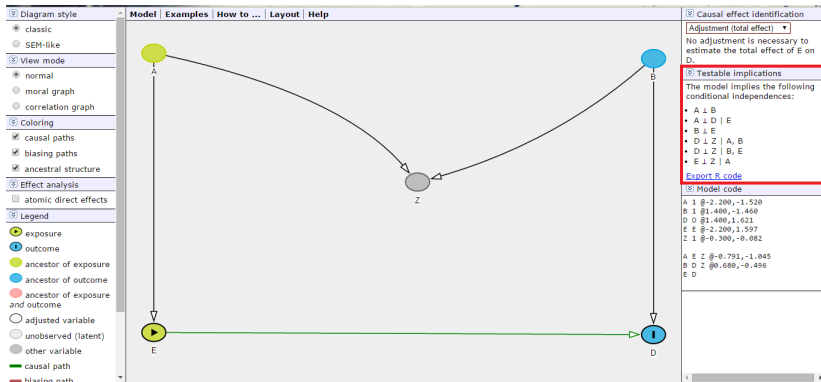 Diagram style
classic
SEM-like
View mode
normal
moral graph
correlation graph
Coloring
causal paths
biasing paths
ancestral structure
Effect analysis
atomic direct effects
Legend
exposure
outcome
ancestor of exposure
ancestor of outcome
ancestor of exposure
and outcome
adjusted variable
unobserved (latent)
other variable
causal path
biasing path
Model | Examples | How to ... | Layout | Help
A
B
Z
E
D
Causal effect identification
Adjustment (total effect)
No adjustment is necessary to
estimate the total effect of E on
D.
Testable implications
The model implies the following
conditional independences:
• A ⊥ B
• A ⊥ D | E
• B ⊥ E
• D ⊥ Z | A, B
• D ⊥ Z | B, E
• E ⊥ Z | A
Export R code
Model code
A 1 @-2.200,-1.520
B 1 @1.400,-1.460
D O @1.400,1.621
E E @-2.200,1.597
Z 1 @-0.300,-0.082
A E Z @-0.791,-1.045
B D Z @0.680,-0.496
E D